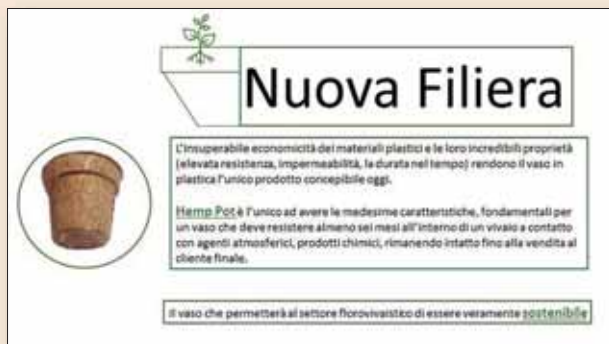 Nuova Filiera
L'insuperabile economicità dei materiali plastici e le loro incredibili proprietà
(elevata resistenza, impermeabilità, la durata nel tempo) rendono il vaso in
plastica l'unico prodotto concepibile oggi.
Hemp Pot è l'unico ad avere le medesime caratteristiche, fondamentali per
un vaso che deve resistere almeno sei mesi all'interno di un vivaio a contatto
con agenti atmosferici, prodotti chimici, rimanendo intatto fino alla vendita al
cliente finale.
Il vaso che permetterà al settore florovivaistico di essere veramente sostenibile